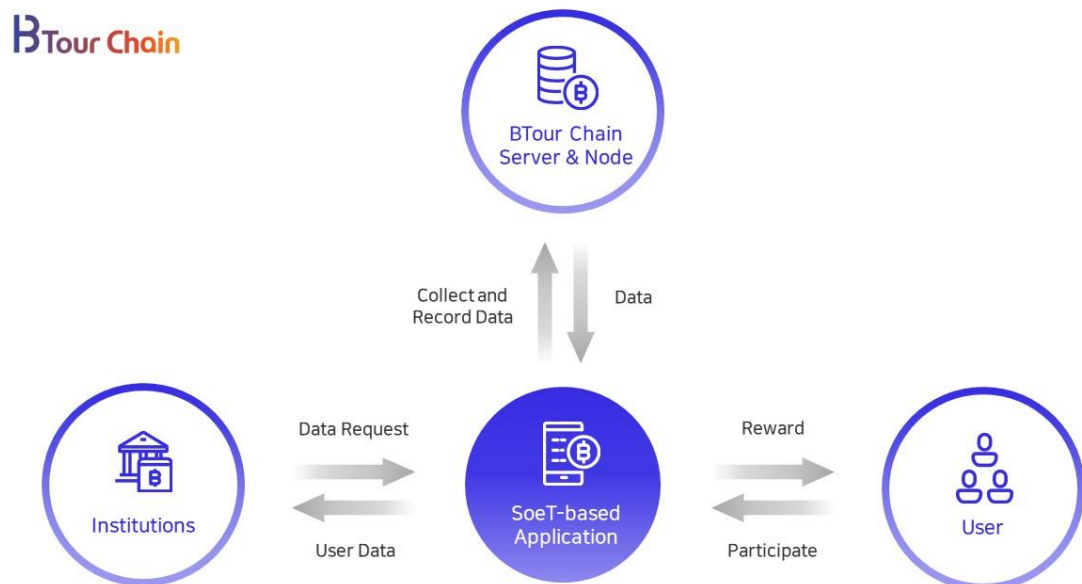 BTour Chain
BTour Chain
Server & Node
Collect and
Record Data
Data
Data Request
Reward
Institutions
SoeT-based
Application
User
User Data
Participate